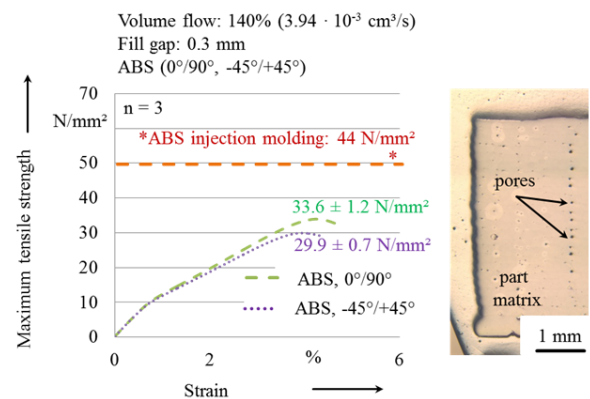 Volume flow: 140% (3.94 · 10⁻³ cm³/s)
Fill gap: 0.3 mm
ABS (0°/90°, -45°/+45°)
70
N/mm²
50
40
30
20
10
0
Maximum tensile strength
n = 3
*ABS injection molding: 44 N/mm²
*
33.6 ± 1.2 N/mm²
29.9 ± 0.7 N/mm²
ABS, 0°/90°
ABS, -45°/+45°
0
2
%
6
Strain
pores
part
matrix
1 mm